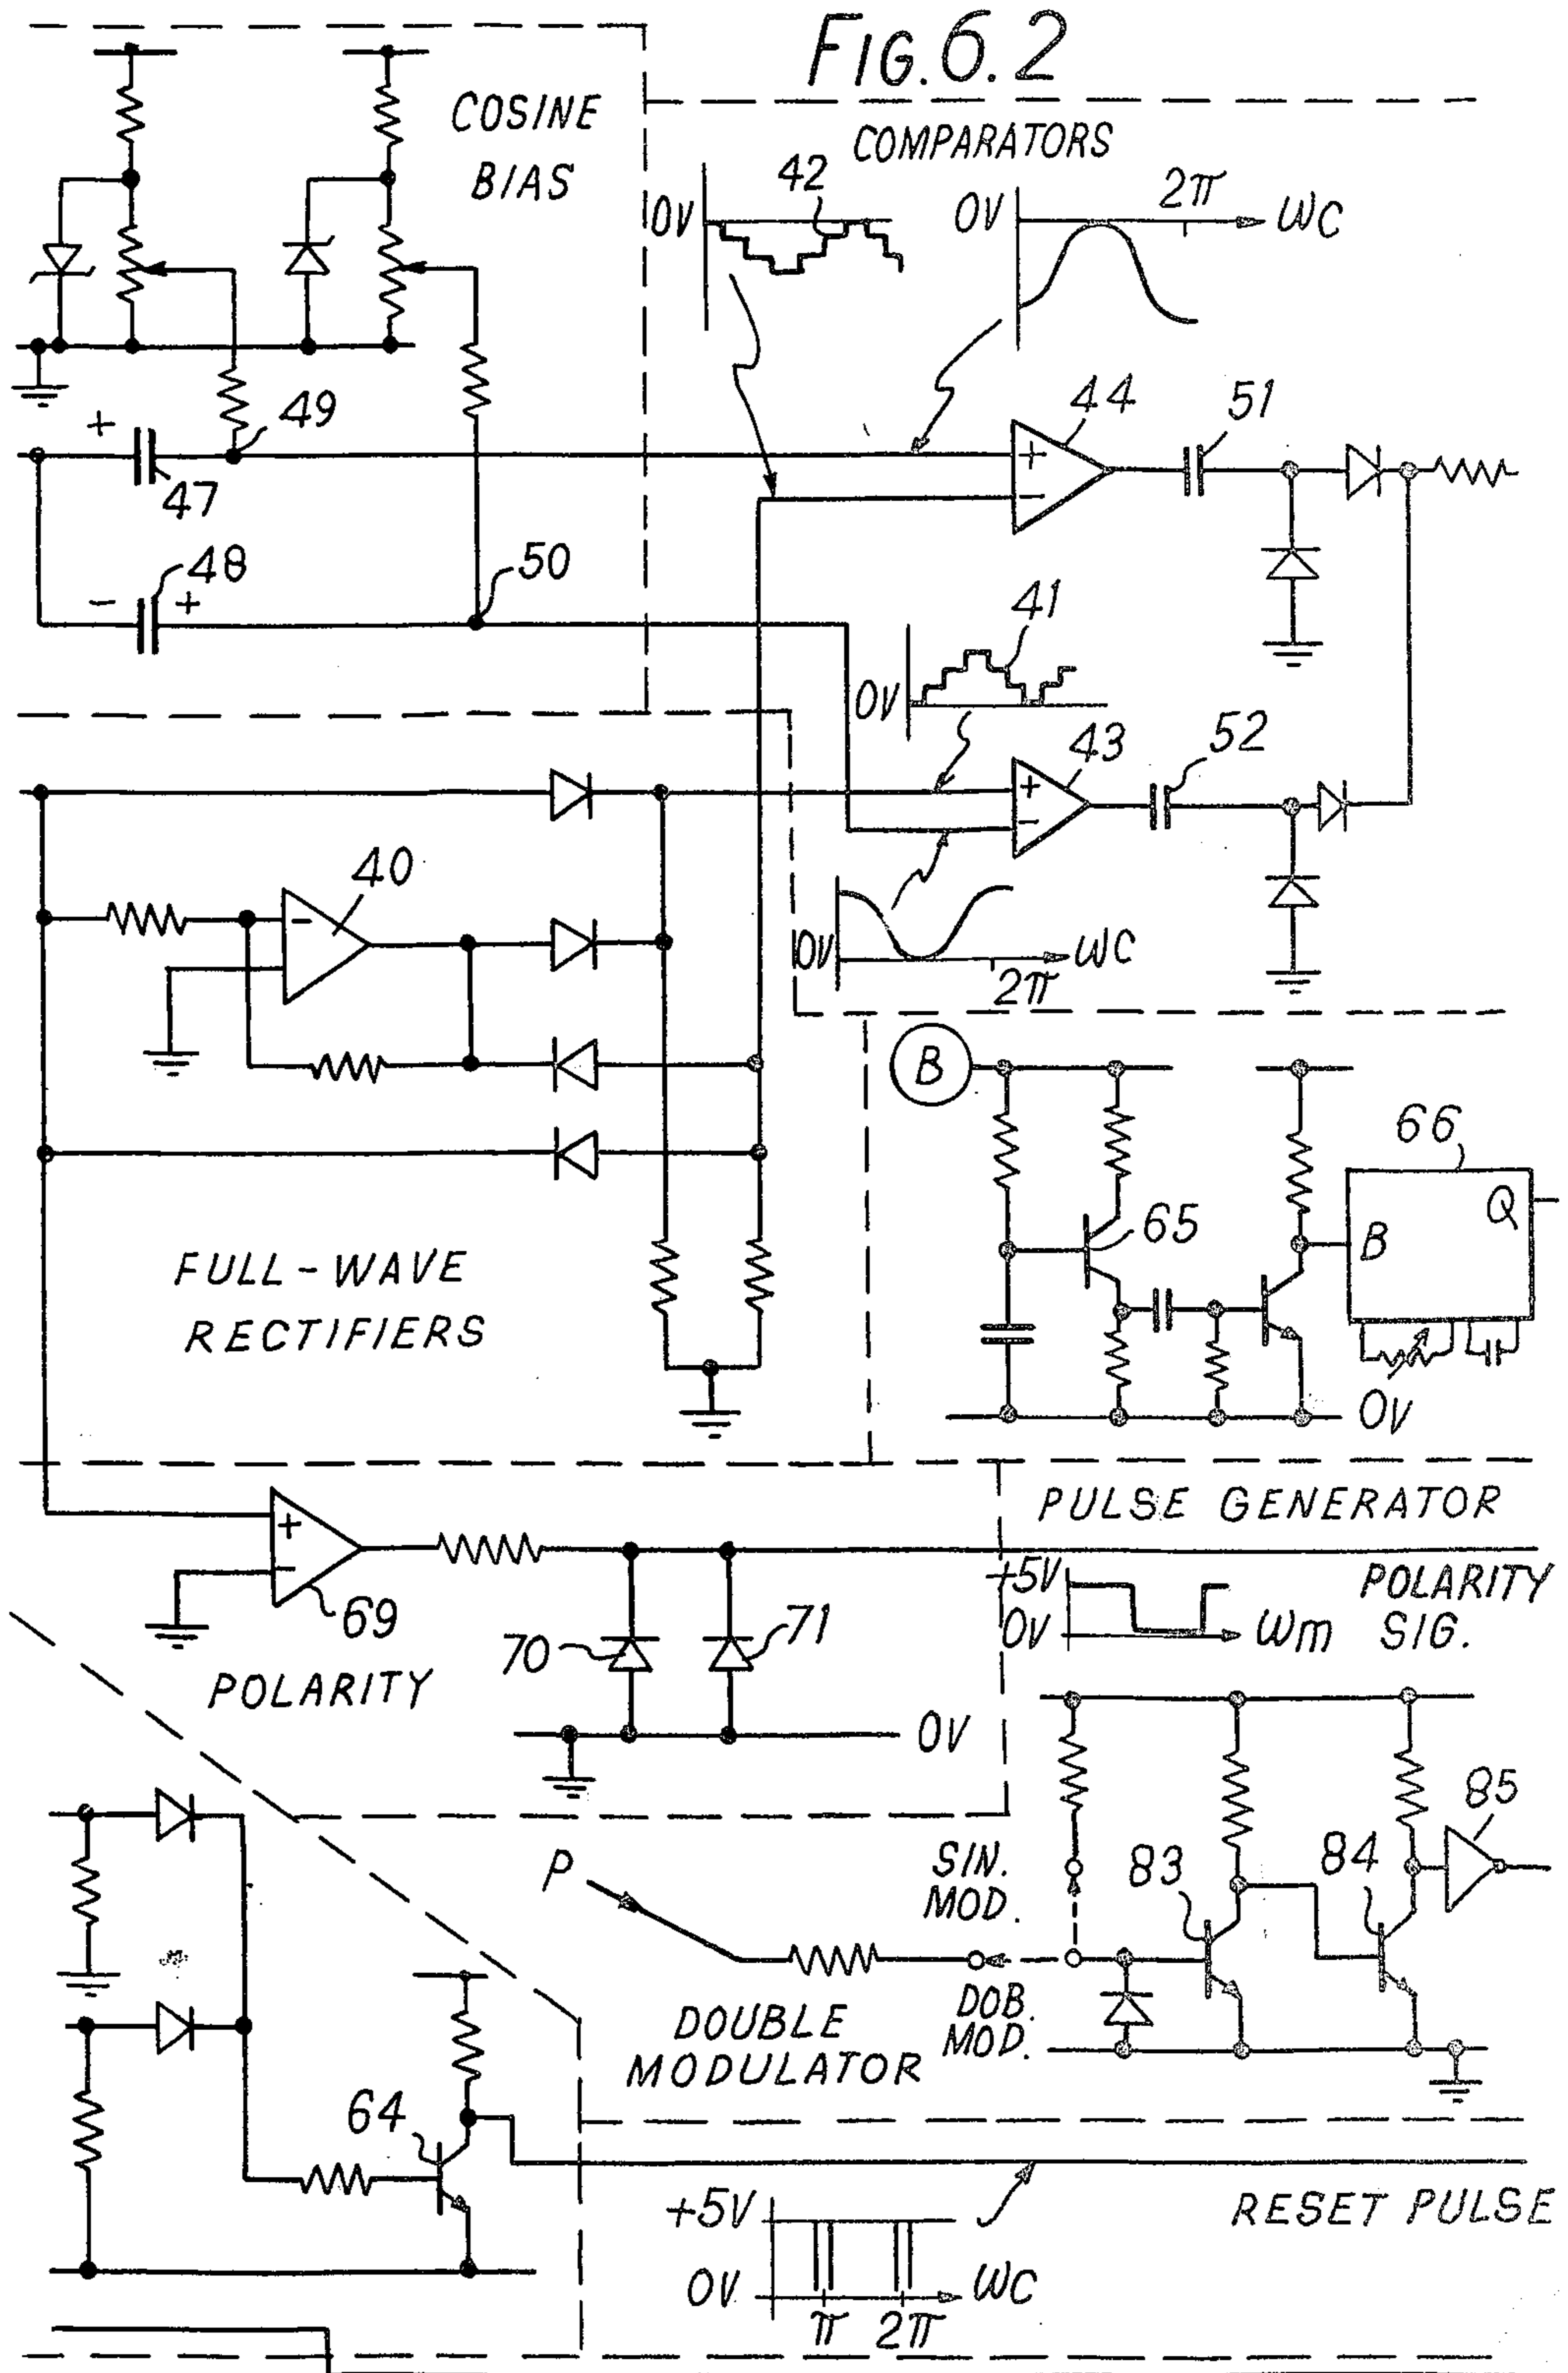 FIG. 6.2
COSINE
BIAS
COMPARATORS
42
0V
0V
2π
ωC
49
+
47
44
+
−
51
48
−
+
50
41
0V
43
+
−
52
40
−
0V
ωC
2π
B
66
Q
B
65
0V
FULL-WAVE
RECTIFIERS
PULSE GENERATOR
+
−
69
+5V
0V
ωm
POLARITY
SIG.
70
71
POLARITY
0V
85
P
SIN.
MOD.
83
84
DOB.
MOD.
DOUBLE
MODULATOR
64
+5V
0V
ωC
π
2π
RESET PULSE